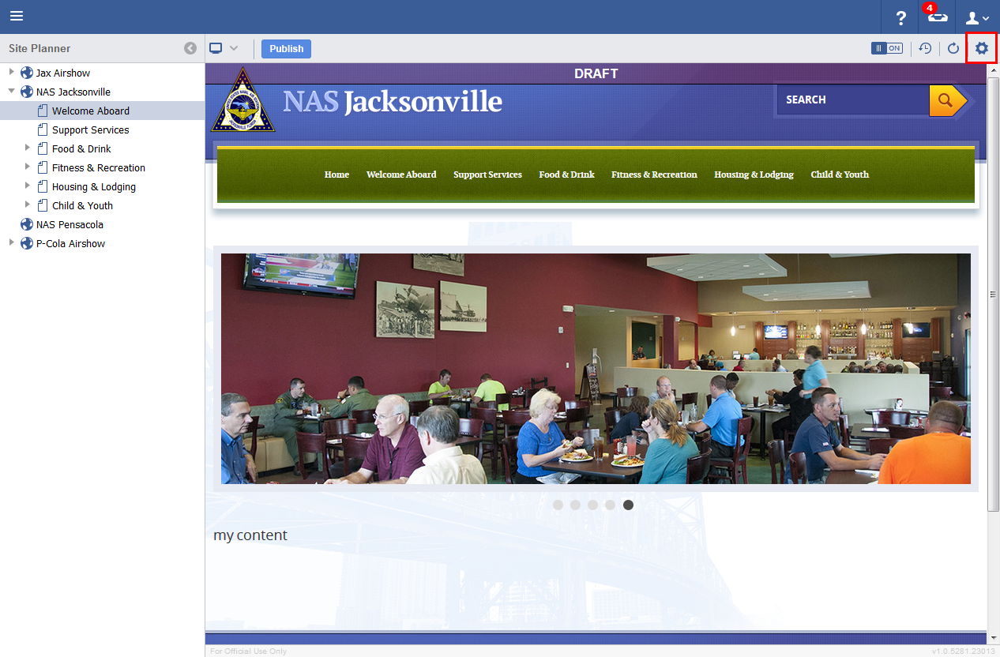 ? 4
Site Planner
Publish
ON
Jax Airshow
NAS Jacksonville
Welcome Aboard
Support Services
Food & Drink
Fitness & Recreation
Housing & Lodging
Child & Youth
NAS Pensacola
P-Cola Airshow
DRAFT
NAS Jacksonville
SEARCH
Home Welcome Aboard Support Services Food & Drink Fitness & Recreation Housing & Lodging Child & Youth
my content
For Official Use Only
v1.0.5281.23013